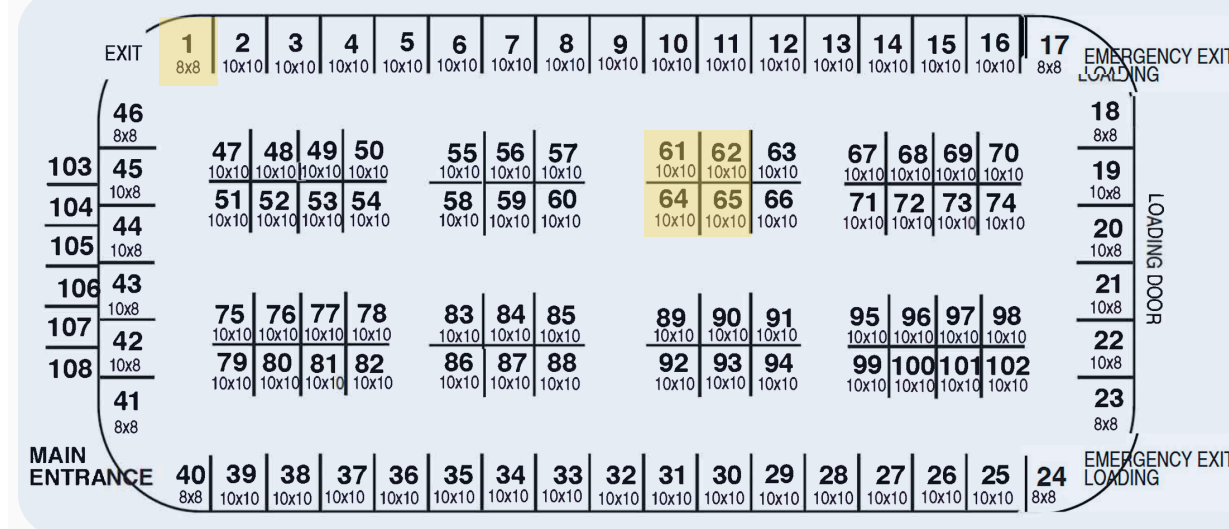 1 2 3 4 5 6 7 8 9 10 11 12 13 14 15 16 17
8x8 10x10 10x10 10x10 10x10 10x10 10x10 10x10 10x10 10x10 10x10 10x10 10x10 10x10 10x10 10x10 8x8
EXIT
EMERGENCY EXIT
LOADING
46
8x8
18
8x8
103
45
10x8
104
44
10x8
105
106
43
10x8
107
42
10x8
108
41
8x8
47 48 49 50
10x10 10x10 10x10 10x10
51 52 53 54
10x10 10x10 10x10 10x10
55 56 57
10x10 10x10 10x10
58 59 60
10x10 10x10 10x10
61 62 63
10x10 10x10 10x10
64 65 66
10x10 10x10 10x10
67 68 69 70
10x10 10x10 10x10 10x10
71 72 73 74
10x10 10x10 10x10 10x10
19
10x8
20
10x8
21
10x8
22
10x8
23
8x8
LOADING DOOR
75 76 77 78
10x10 10x10 10x10 10x10
79 80 81 82
10x10 10x10 10x10 10x10
83 84 85
10x10 10x10 10x10
86 87 88
10x10 10x10 10x10
89 90 91
10x10 10x10 10x10
92 93 94
10x10 10x10 10x10
95 96 97 98
10x10 10x10 10x10 10x10
99 100 101 102
10x10 10x10 10x10 10x10
MAIN
ENTRANCE
40 39 38 37 36 35 34 33 32 31 30 29 28 27 26 25 24
8x8 10x10 10x10 10x10 10x10 10x10 10x10 10x10 10x10 10x10 10x10 10x10 10x10 10x10 10x10 10x10 8x8
EMERGENCY EXIT
LOADING